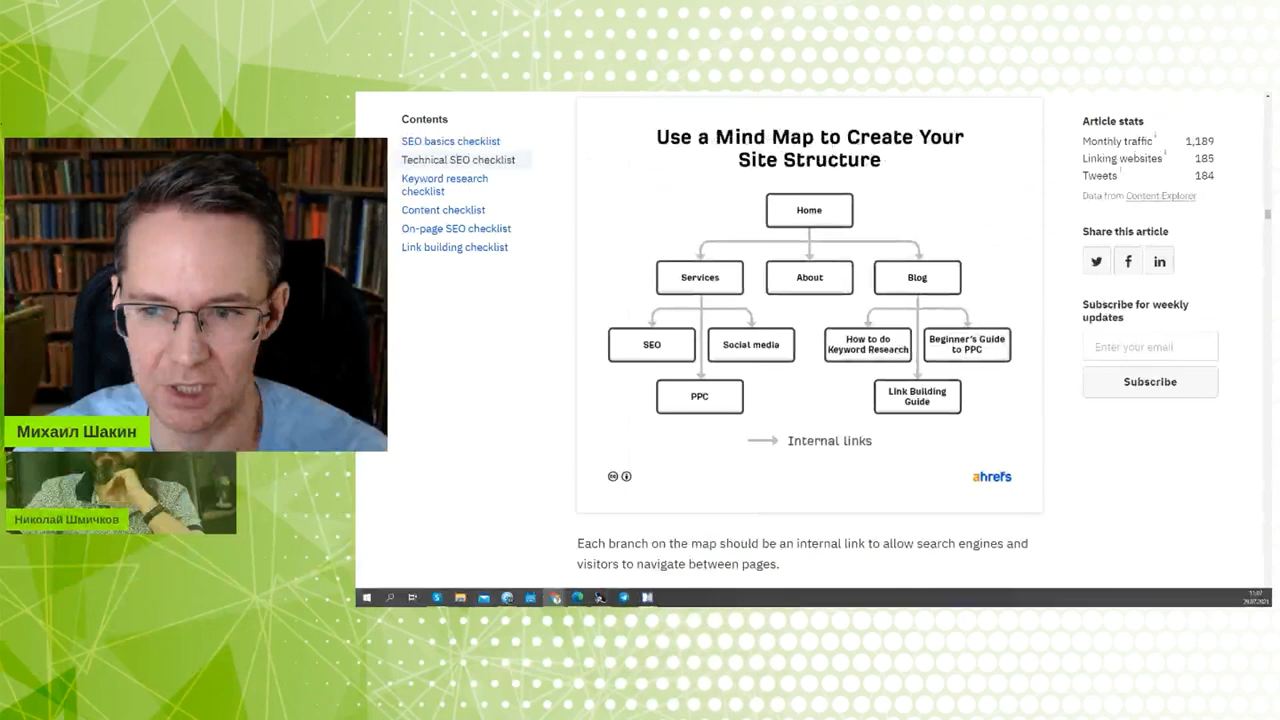 Contents
SEO basics checklist
Technical SEO checklist
Keyword research
checklist
Content checklist
On-page SEO checklist
Link building checklist
Михаил Шакин
Николай Шмичков
Use a Mind Map to Create Your
Site Structure
Home
Services
About
Blog
SEO
Social media
How to do
Keyword Research
Beginner's Guide
to PPC
PPC
Link Building
Guide
Internal links
ahrefs
Each branch on the map should be an internal link to allow search engines and
visitors to navigate between pages.
Article stats
Monthly traffic 1,189
Linking websites 185
Tweets 184
Data from Content Explorer
Share this article
Subscribe for weekly
updates
Enter your email
Subscribe